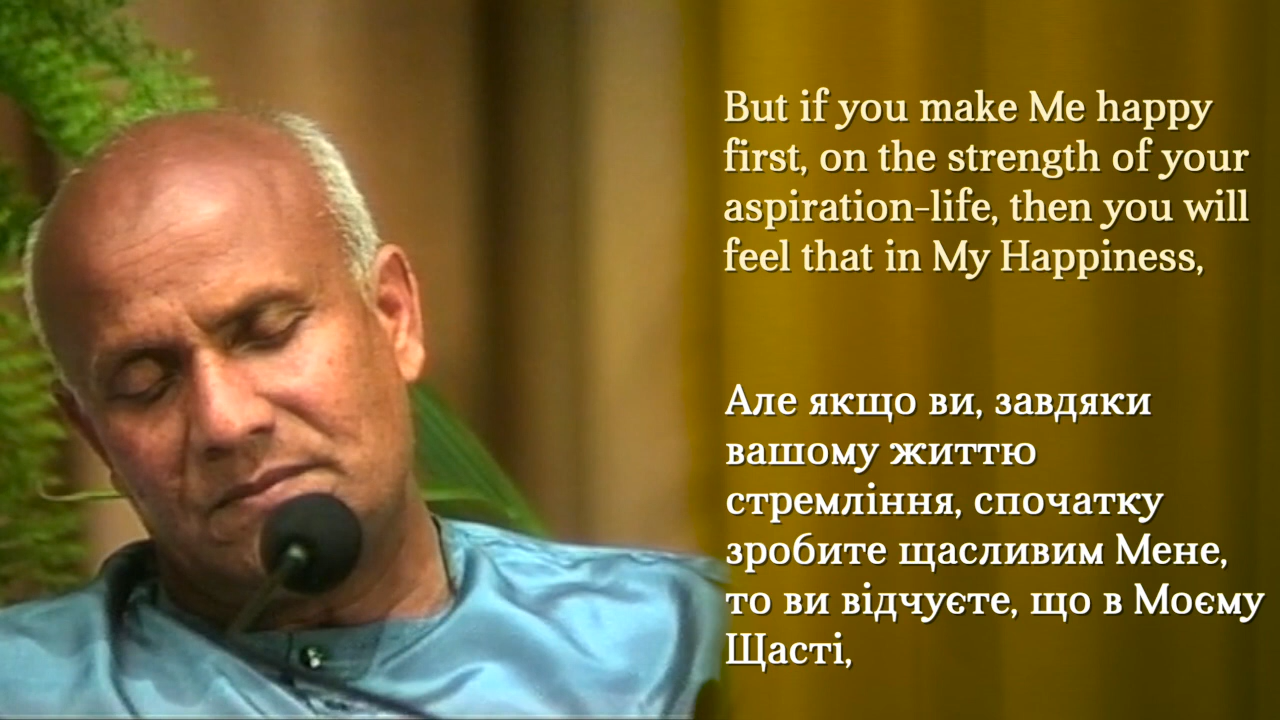 But if you make Me happy
first, on the strength of your
aspiration-life, then you will
feel that in My Happiness,
Але якщо ви, завдяки
вашому життю
стремління, спочатку
зробите щасливим Мене,
то ви відчуєте, що в Моєму
Щасті,